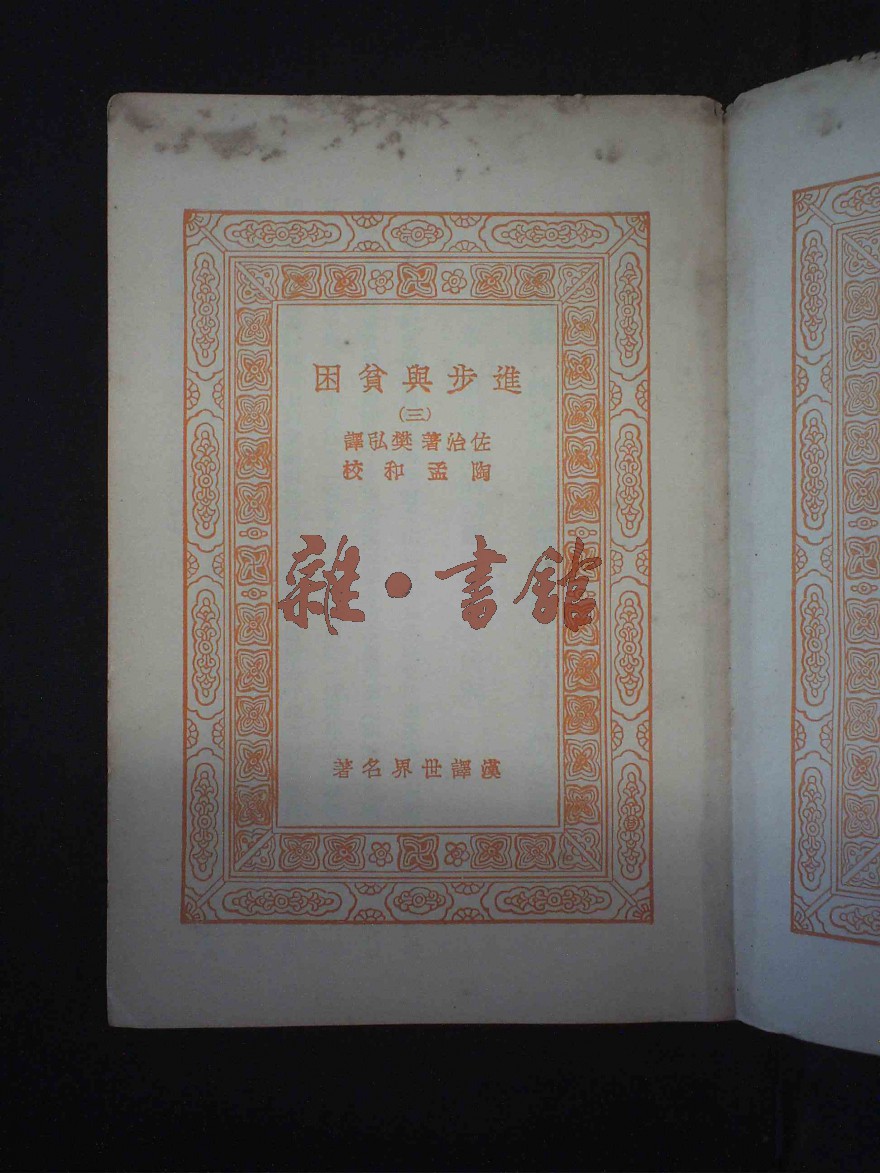 進步與貧困
(三)
佐治著樊弘譯
陶孟和校
雜·書館
漢譯世界名著